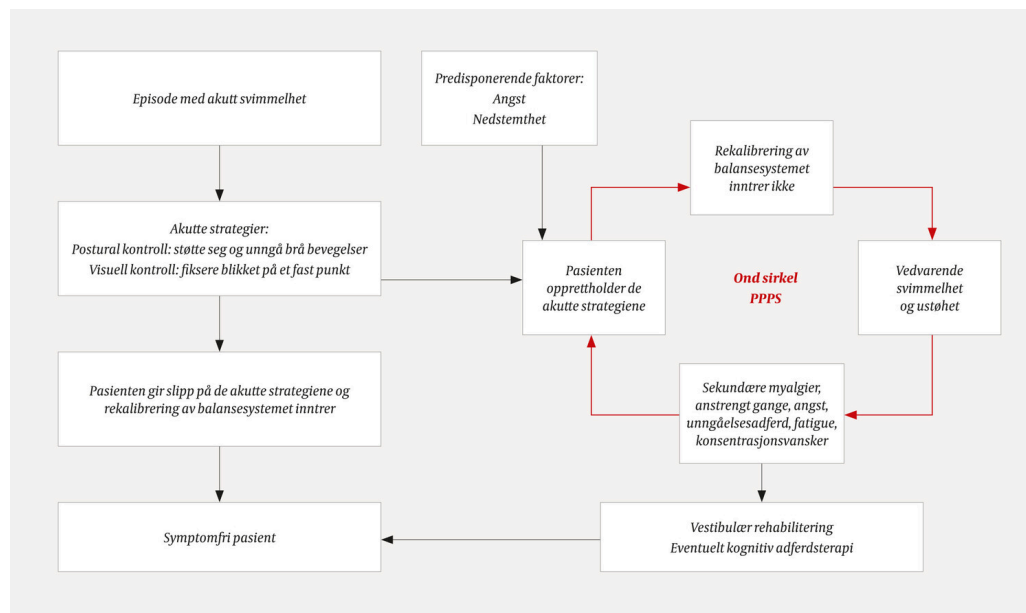 Episode med akutt svimmelhet
Predisponerende faktorer:
Angst
Nedstemthet
Rekalibrering av
balansesystemet
inntrer ikke
Akutte strategier:
Postural kontroll: støtte seg og unngå brå bevegelser
Visuell kontroll: fiksere blikket på et fast punkt
Pasienten
opprettholder de
akutte strategiene
Ond sirkel
PPPS
Vedvarende
svimmelhet
og ustøhet
Pasienten gir slipp på de akutte strategiene og
rekalibrering av balansesystemet inntrer
Sekundære myalgier,
anstrengt gange, angst,
unngåelsesadferd, fatigue,
konsentrasjonsvansker
Symptomfri pasient
Vestibulær rehabilitering
Eventuelt kognitiv adferdsterapi